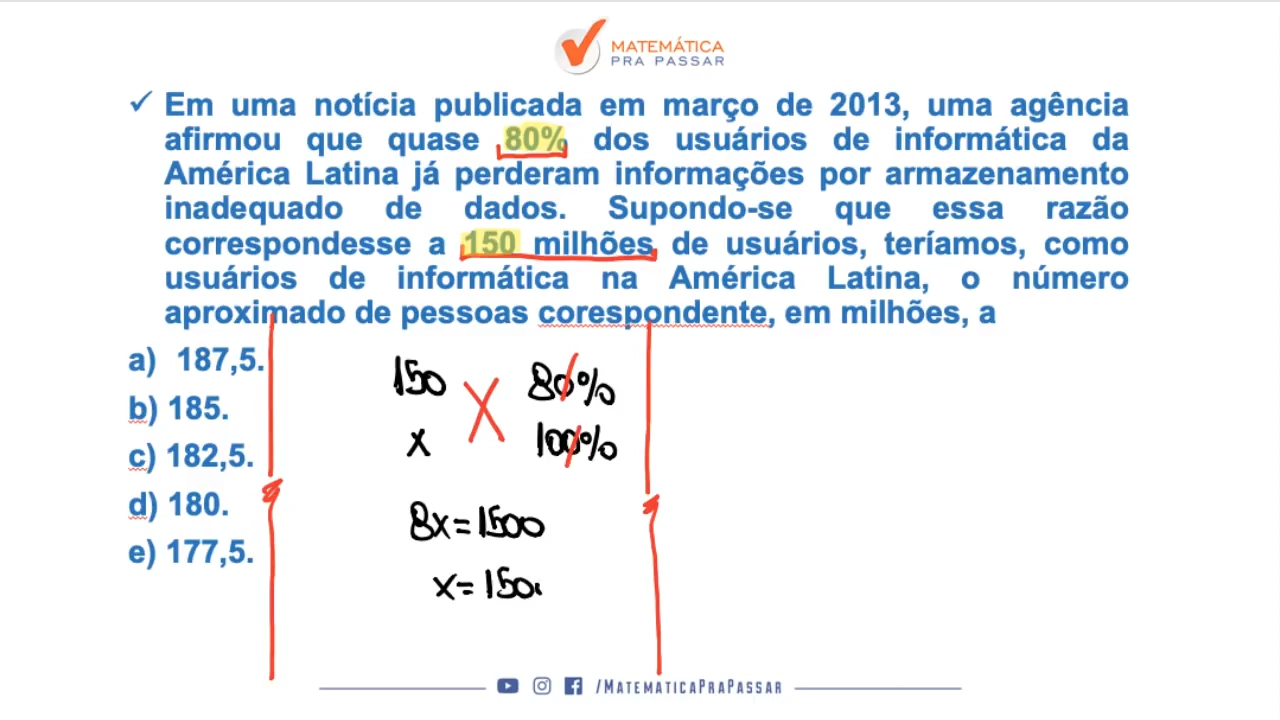 MATEMÁTICA
PRA PASSAR
✓ Em uma notícia publicada em março de 2013, uma agência
afirmou que quase 80% dos usuários de informática da
América Latina já perderam informações por armazenamento
inadequado de dados. Supondo-se que essa razão
correspondesse a 150 milhões de usuários, teríamos, como
usuários de informática na América Latina, o número
aproximado de pessoas corespondente, em milhões, a
a) 187,5.
b) 185.
c) 182,5.
d) 180.
e) 177,5.
150 80%
x 100%
8x=1500
x=150
/MATEMATICAPRAPASSAR